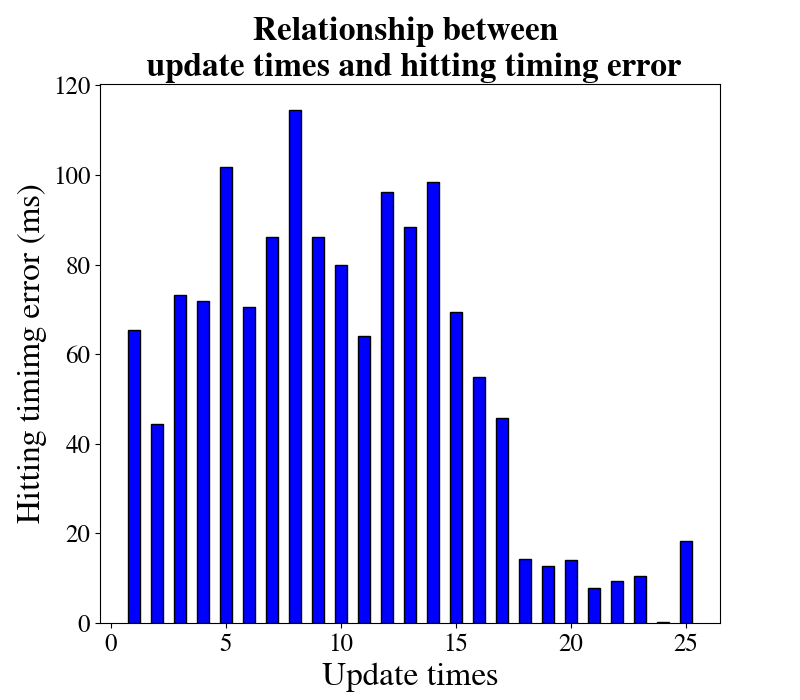 Relationship between
update times and hitting timing error
Hitting timimg error (ms)
120
100
80
60
40
20
0
0 5 10 15 20 25
Update times